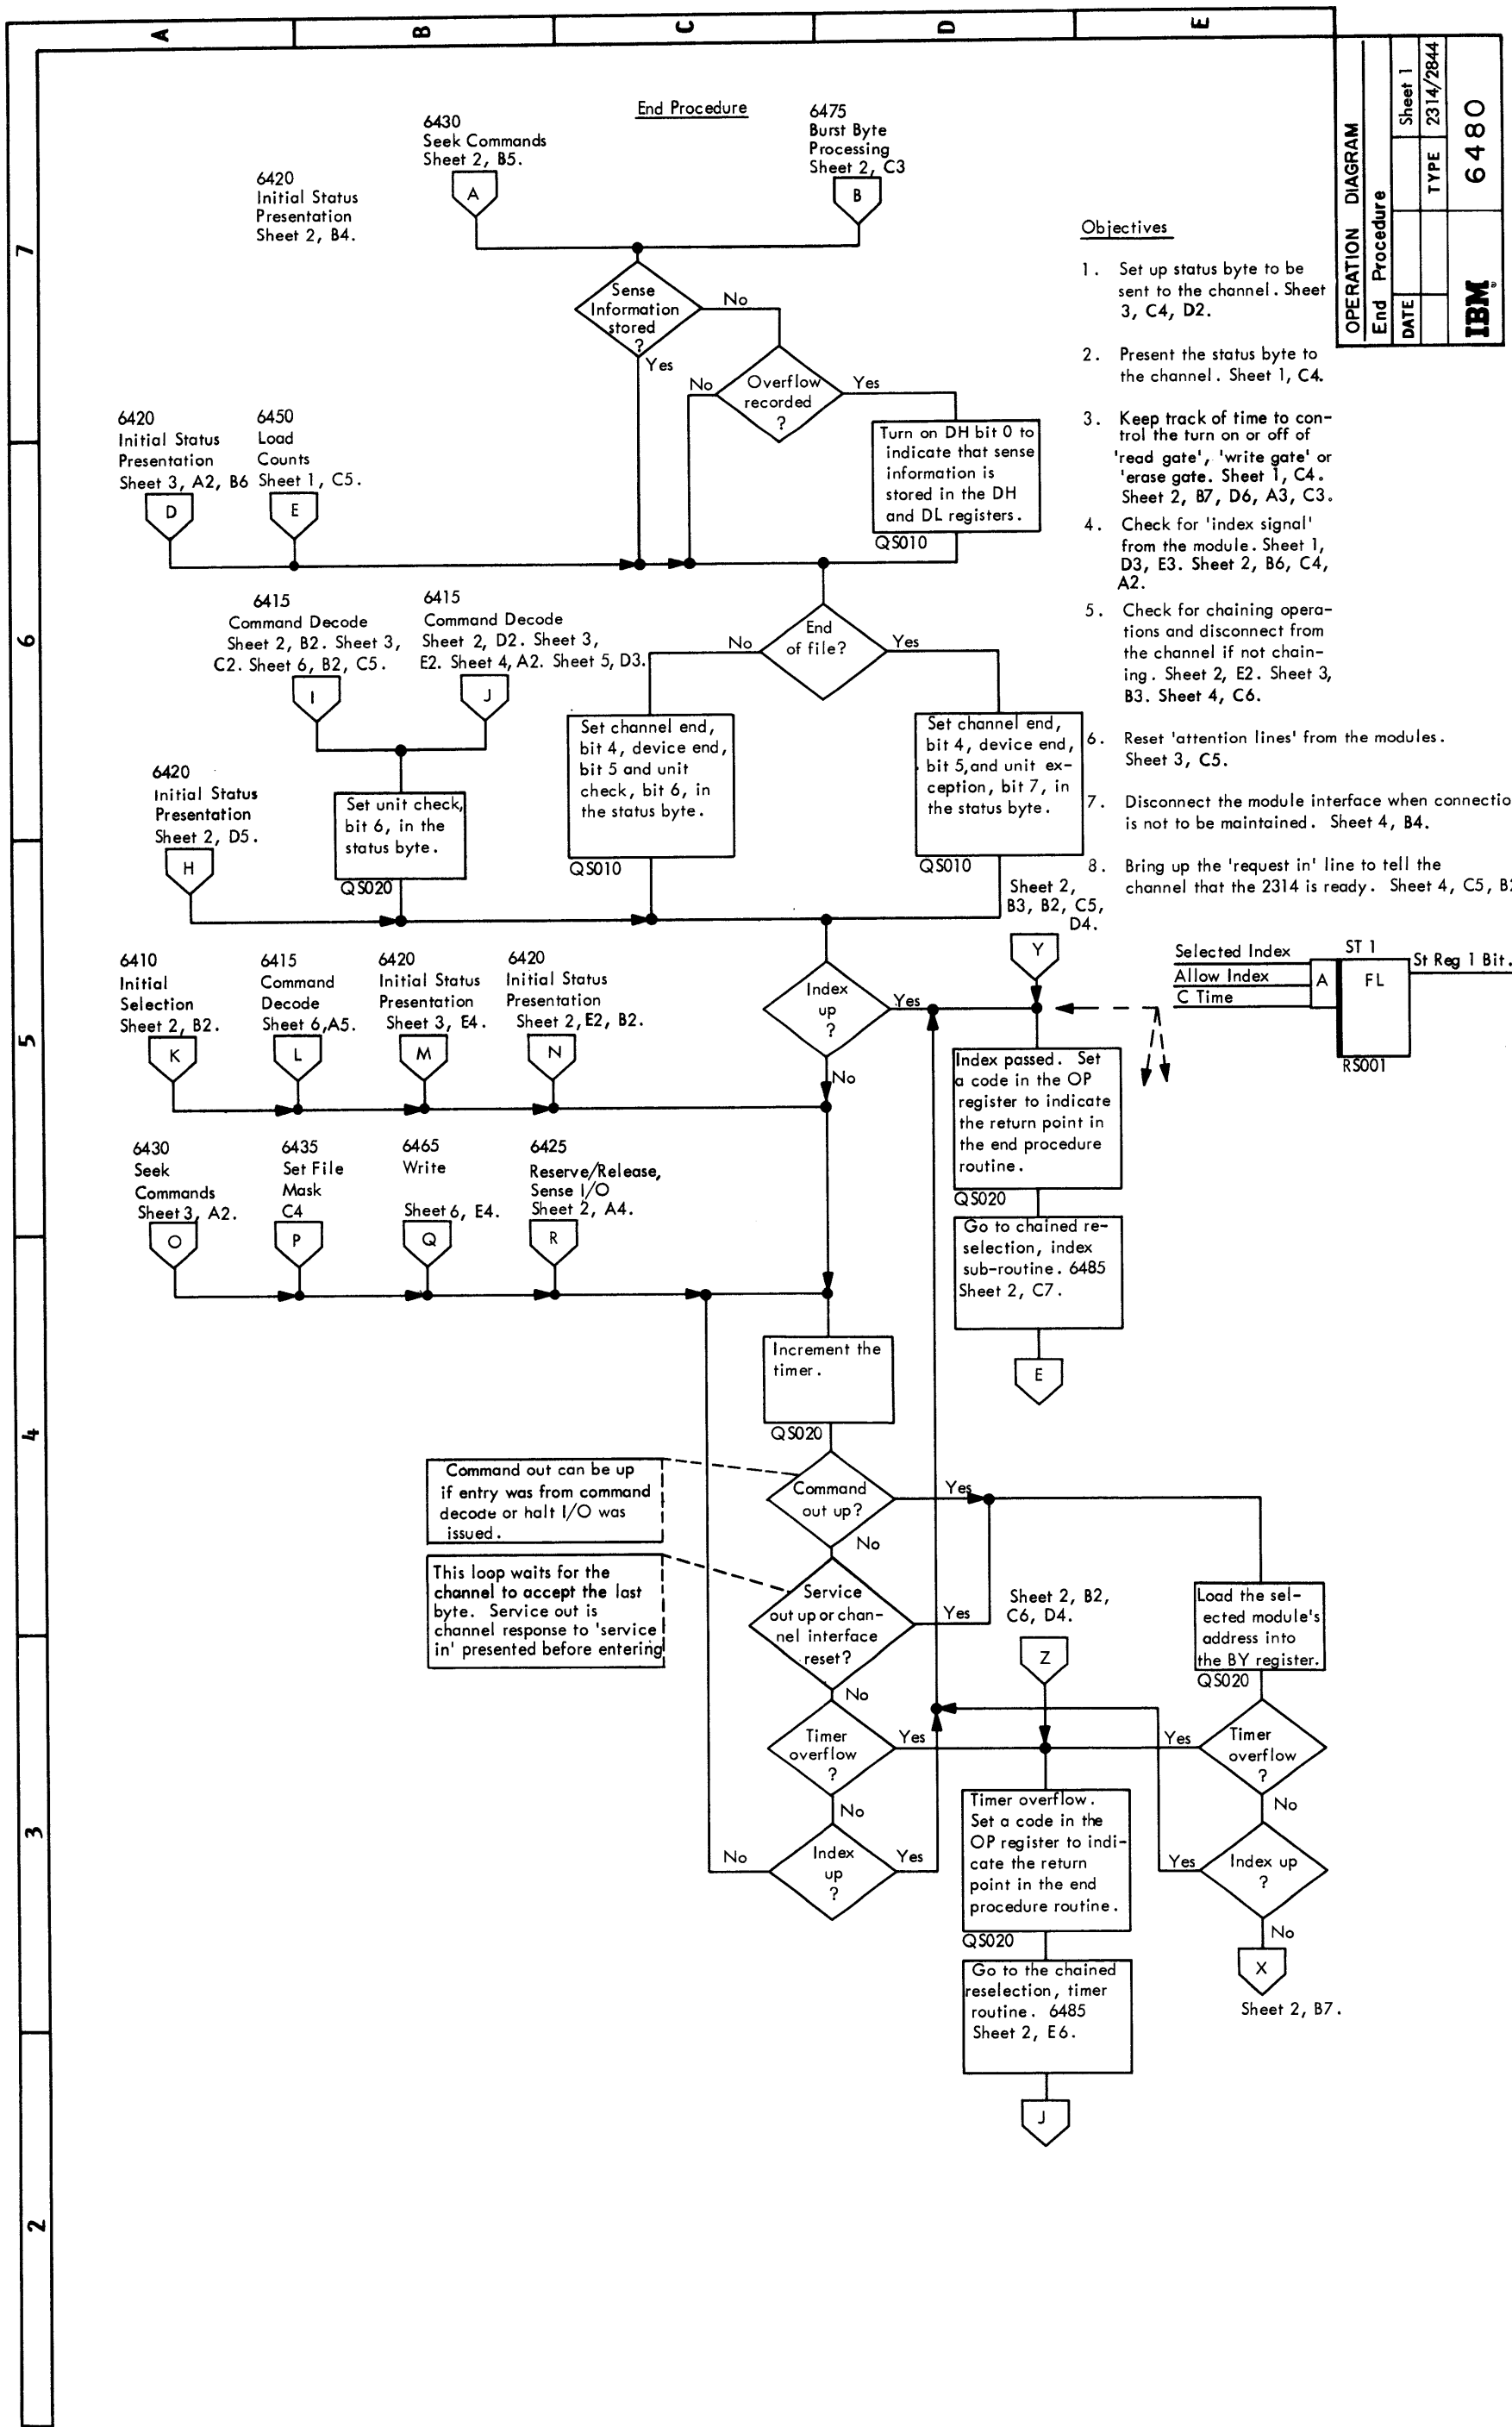 A
B
C
D
E
7
6
5
4
3
2
OPERATION DIAGRAM
End Procedure
DATE
Sheet 1
TYPE
2314/2844
IBM
6480
End Procedure
6430
Seek Commands
Sheet 2, B5.
A
6475
Burst Byte
Processing
Sheet 2, C3
B
6420
Initial Status
Presentation
Sheet 2, B4.
Sense
Information
stored
?
No
Yes
Overflow
recorded
?
No
Yes
Turn on DH bit 0 to
indicate that sense
information is
stored in the DH
and DL registers.
QS010
6420
Initial Status
Presentation
Sheet 3, A2, B6
D
6450
Load
Counts
Sheet 1, C5.
E
Objectives
1. Set up status byte to be
sent to the channel. Sheet
3, C4, D2.
2. Present the status byte to
the channel. Sheet 1, C4.
3. Keep track of time to con-
trol the turn on or off of
'read gate', 'write gate' or
'erase gate. Sheet 1, C4.
Sheet 2, B7, D6, A3, C3.
4. Check for 'index signal'
from the module. Sheet 1,
D3, E3. Sheet 2, B6, C4,
A2.
5. Check for chaining opera-
tions and disconnect from
the channel if not chain-
ing. Sheet 2, E2. Sheet 3,
B3. Sheet 4, C6.
6. Reset 'attention lines' from the modules.
Sheet 3, C5.
7. Disconnect the module interface when connectio
is not to be maintained. Sheet 4, B4.
8. Bring up the 'request in' line to tell the
channel that the 2314 is ready. Sheet 4, C5, B
6415
Command Decode
Sheet 2, B2. Sheet 3,
C2. Sheet 6, B2, C5.
I
6415
Command Decode
Sheet 2, D2. Sheet 3,
E2. Sheet 4, A2. Sheet 5, D3.
J
End
of file?
No
Yes
6420
Initial Status
Presentation
Sheet 2, D5.
H
Set unit check,
bit 6, in the
status byte.
QS020
Set channel end,
bit 4, device end,
bit 5 and unit
check, bit 6, in
the status byte.
QS010
Set channel end,
bit 4, device end,
bit 5,and unit ex-
ception, bit 7, in
the status byte.
QS010
Sheet 2,
B3, B2, C5,
D4.
Y
6410
Initial
Selection
Sheet 2, B2.
K
6415
Command
Decode
Sheet 6,A5.
L
6420
Initial Status
Presentation
Sheet 3, E4.
M
6420
Initial Status
Presentation
Sheet 2, E2, B2.
N
Index
up
?
Yes
No
Selected Index
Allow Index
C Time
A
ST 1
FL
RS001
St Reg 1 Bit.
Index passed. Set
a code in the OP
register to indicate
the return point in
the end procedure
routine.
QS020
Go to chained re-
selection, index
sub-routine. 6485
Sheet 2, C7.
E
6430
Seek
Commands
Sheet 3, A2.
O
6435
Set File
Mask
C4
P
6465
Write
Sheet 6, E4.
Q
6425
Reserve/Release,
Sense I/O
Sheet 2, A4.
R
Increment the
timer.
QS020
Command out can be up
if entry was from command
decode or halt I/O was
issued.
Command
out up?
Yes
No
This loop waits for the
channel to accept the last
byte. Service out is
channel response to 'service
in' presented before entering
Service
out up or chan-
nel interface
reset?
Yes
No
Sheet 2, B2,
C6, D4.
Z
Load the sel-
ected module's
address into
the BY register.
QS020
Timer
overflow
?
Yes
No
Yes
Timer
overflow
?
No
Index
up
?
No
Yes
Timer overflow.
Set a code in the
OP register to indi-
cate the return
point in the end
procedure routine.
QS020
Yes
Index up
?
No
X
Sheet 2, B7.
Go to the chained
reselection, timer
routine. 6485
Sheet 2, E6.
J